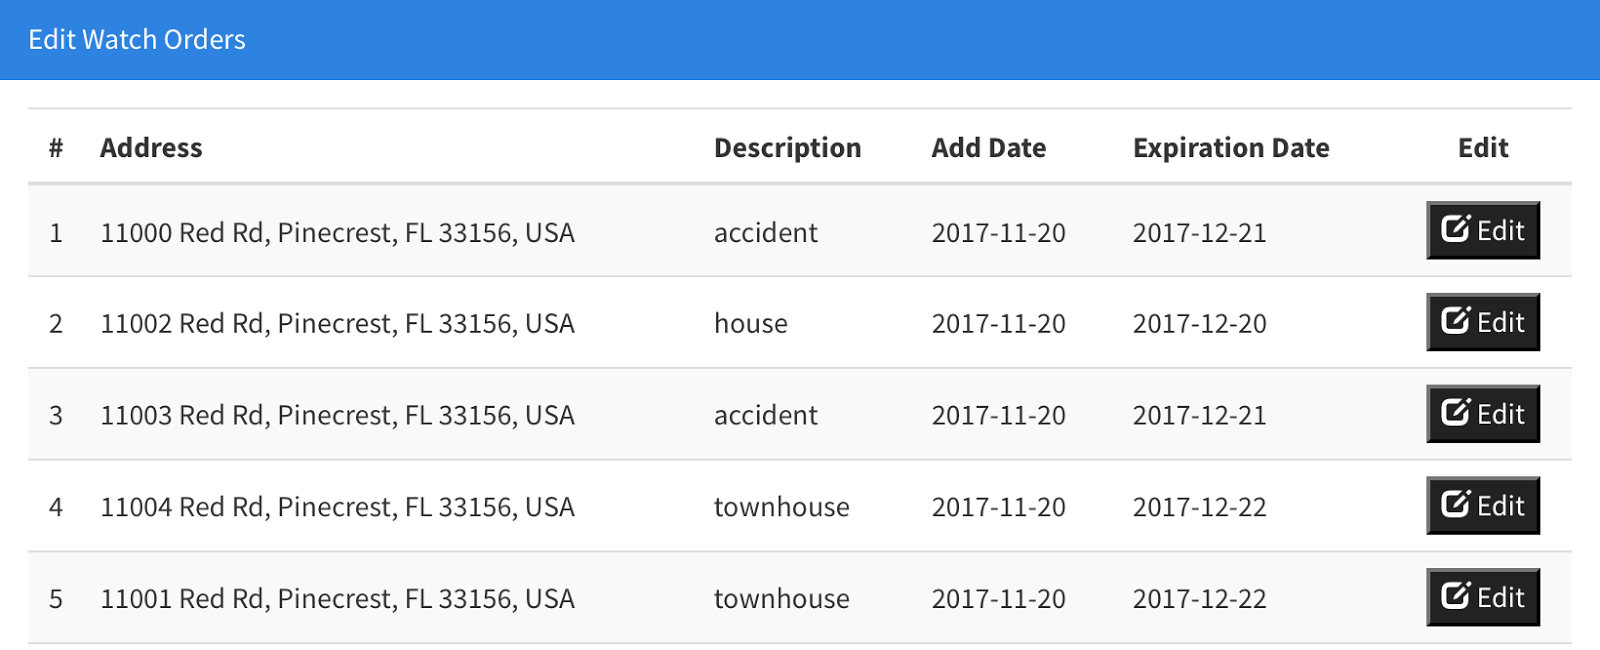 Edit Watch Orders
# Address Description Add Date Expiration Date Edit
1 11000 Red Rd, Pinecrest, FL 33156, USA accident 2017-11-20 2017-12-21 Edit
2 11002 Red Rd, Pinecrest, FL 33156, USA house 2017-11-20 2017-12-20 Edit
3 11003 Red Rd, Pinecrest, FL 33156, USA accident 2017-11-20 2017-12-21 Edit
4 11004 Red Rd, Pinecrest, FL 33156, USA townhouse 2017-11-20 2017-12-22 Edit
5 11001 Red Rd, Pinecrest, FL 33156, USA townhouse 2017-11-20 2017-12-22 Edit